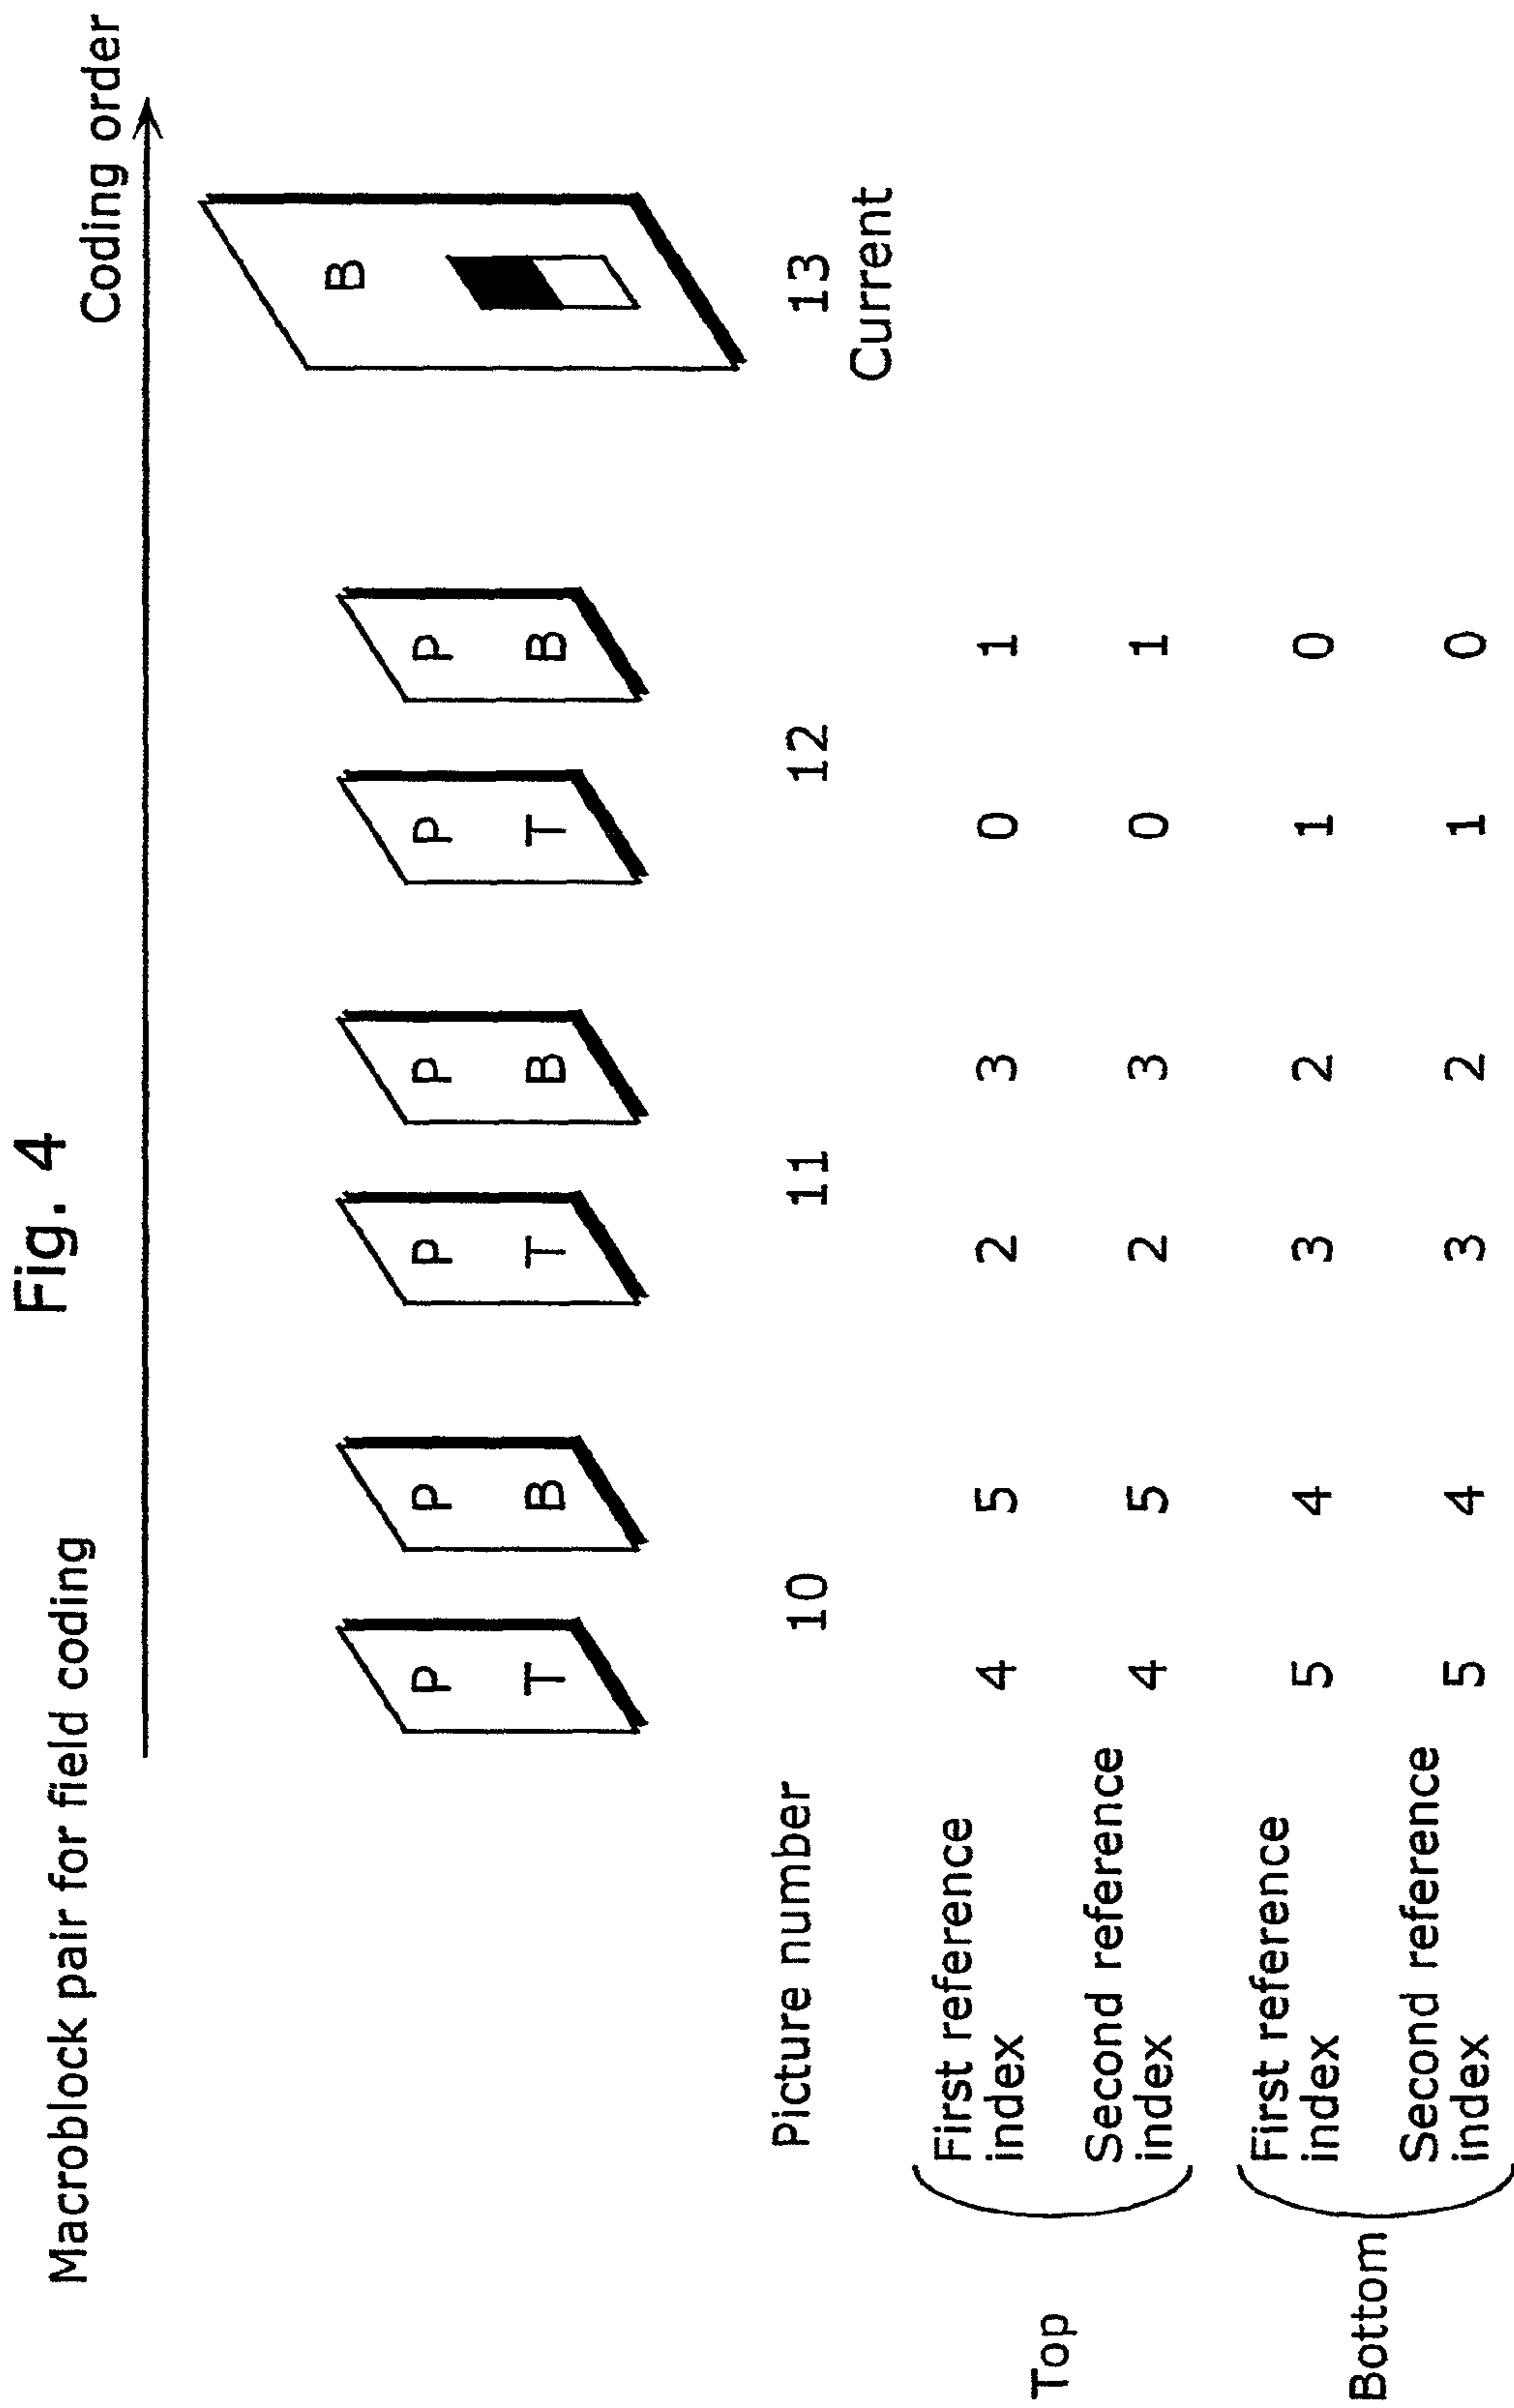 Fig. 4
Macroblock pair for field coding
Coding order
P P P P P P B
T B T B T B
Picture number 10 11 12 13
Current
Top
First reference index 4 5 2 3 0 1
Second reference index 4 5 2 3 0 1
Bottom
First reference index 5 4 3 2 1 0
Second reference index 5 4 3 2 1 0